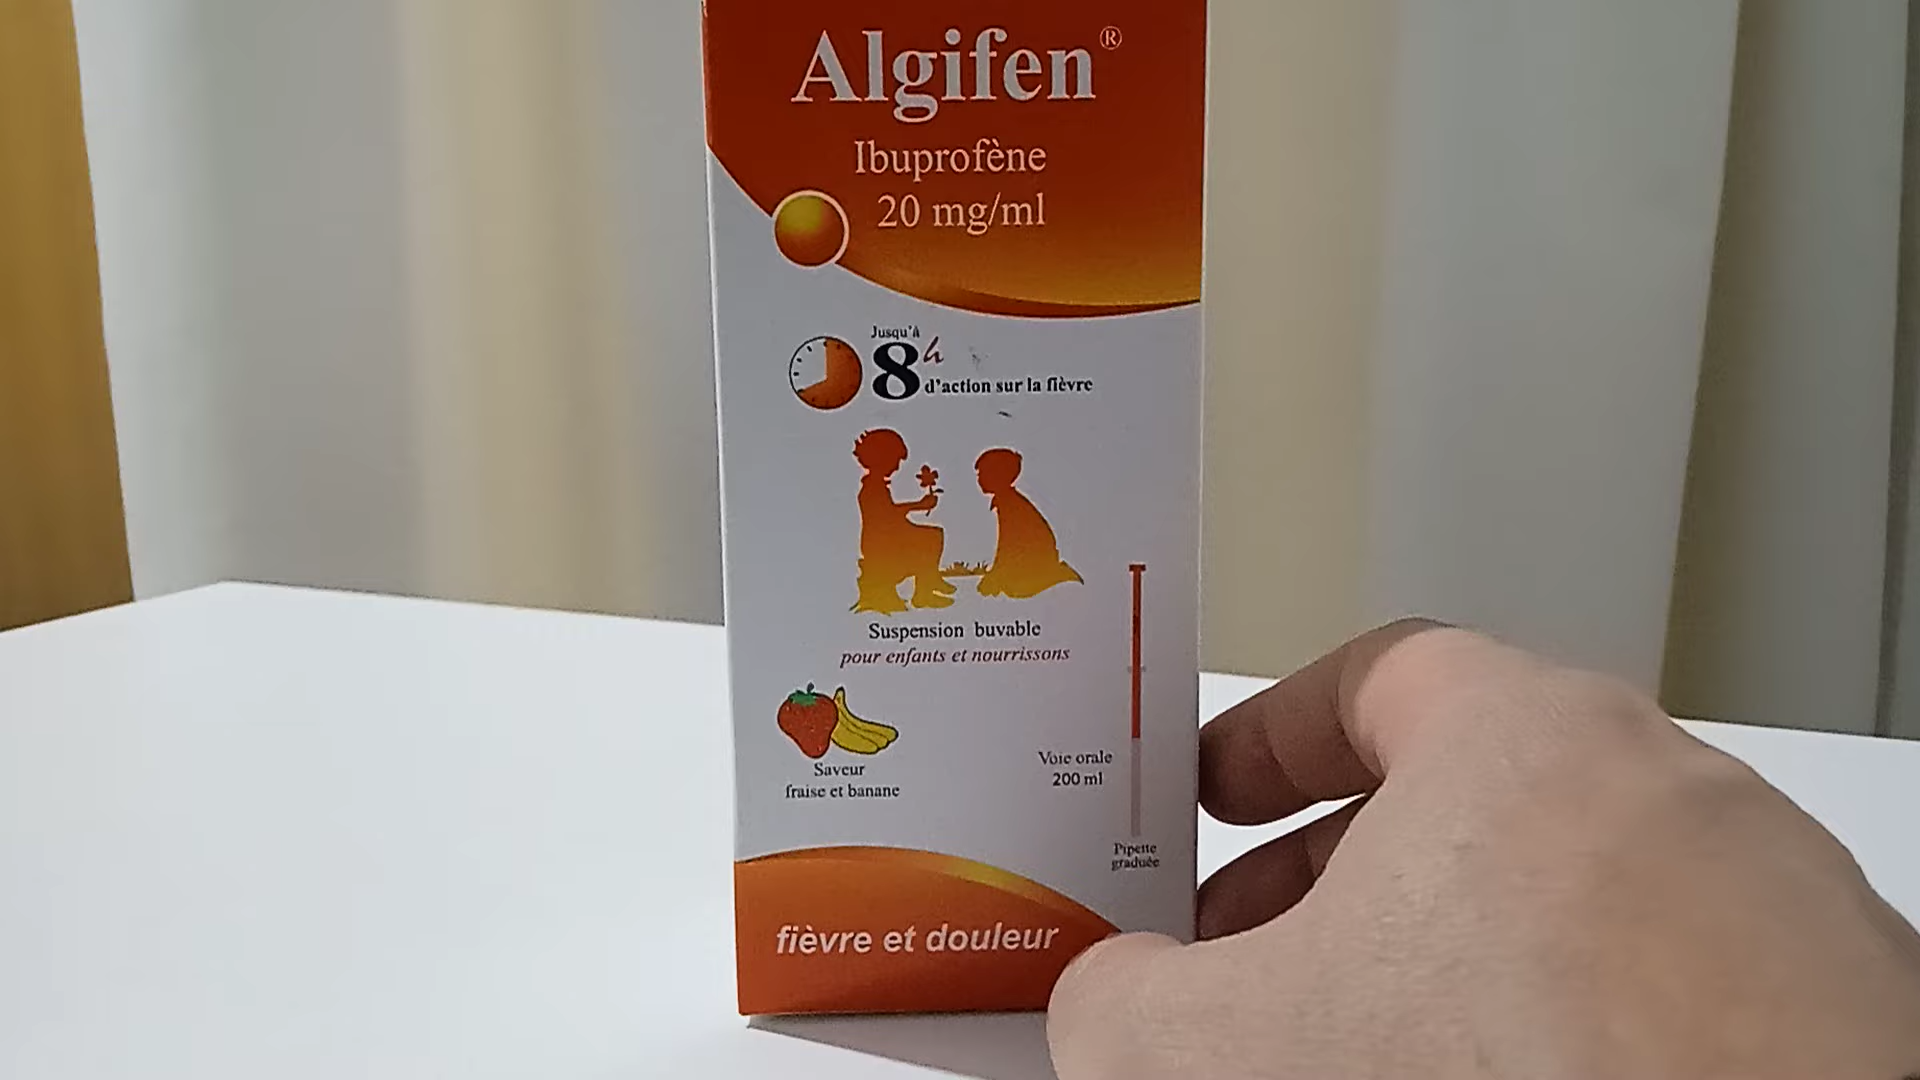 Algifen®
Ibuprofène
20 mg/ml
Jusqu'à
8h
d'action sur la fièvre
Suspension buvable
pour enfants et nourrissons
Saveur
fraise et banane
Voie orale
200 ml
Pipette
graduée
fièvre et douleur